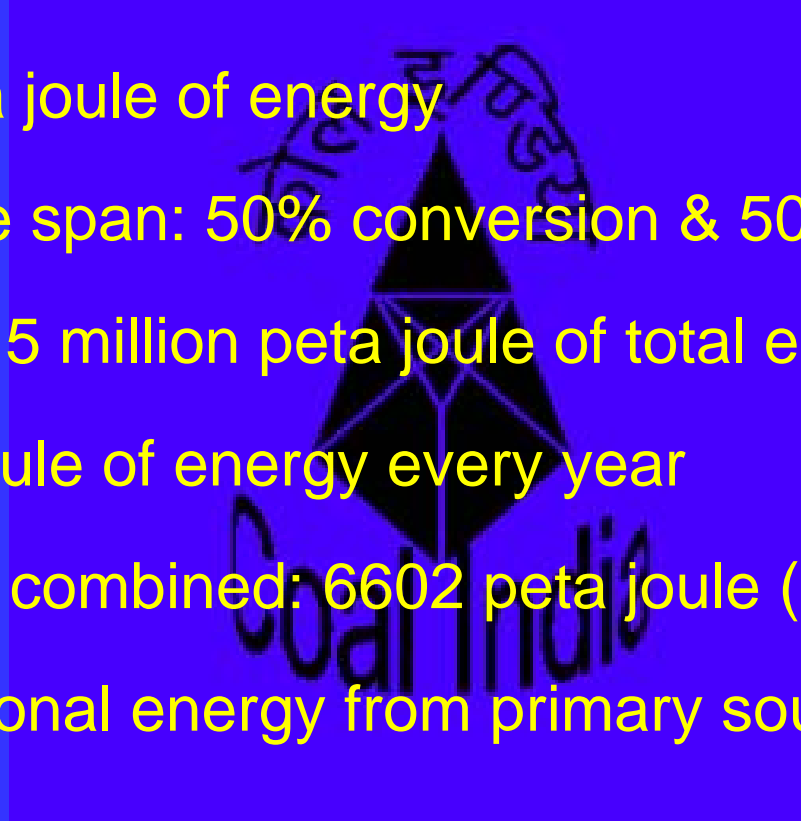 कोल इण्डिया
joule of energy
span: 50% conversion & 50
5 million peta joule of total e
ule of energy every year
Coal India
combined: 6602 peta joule (
onal energy from primary sou